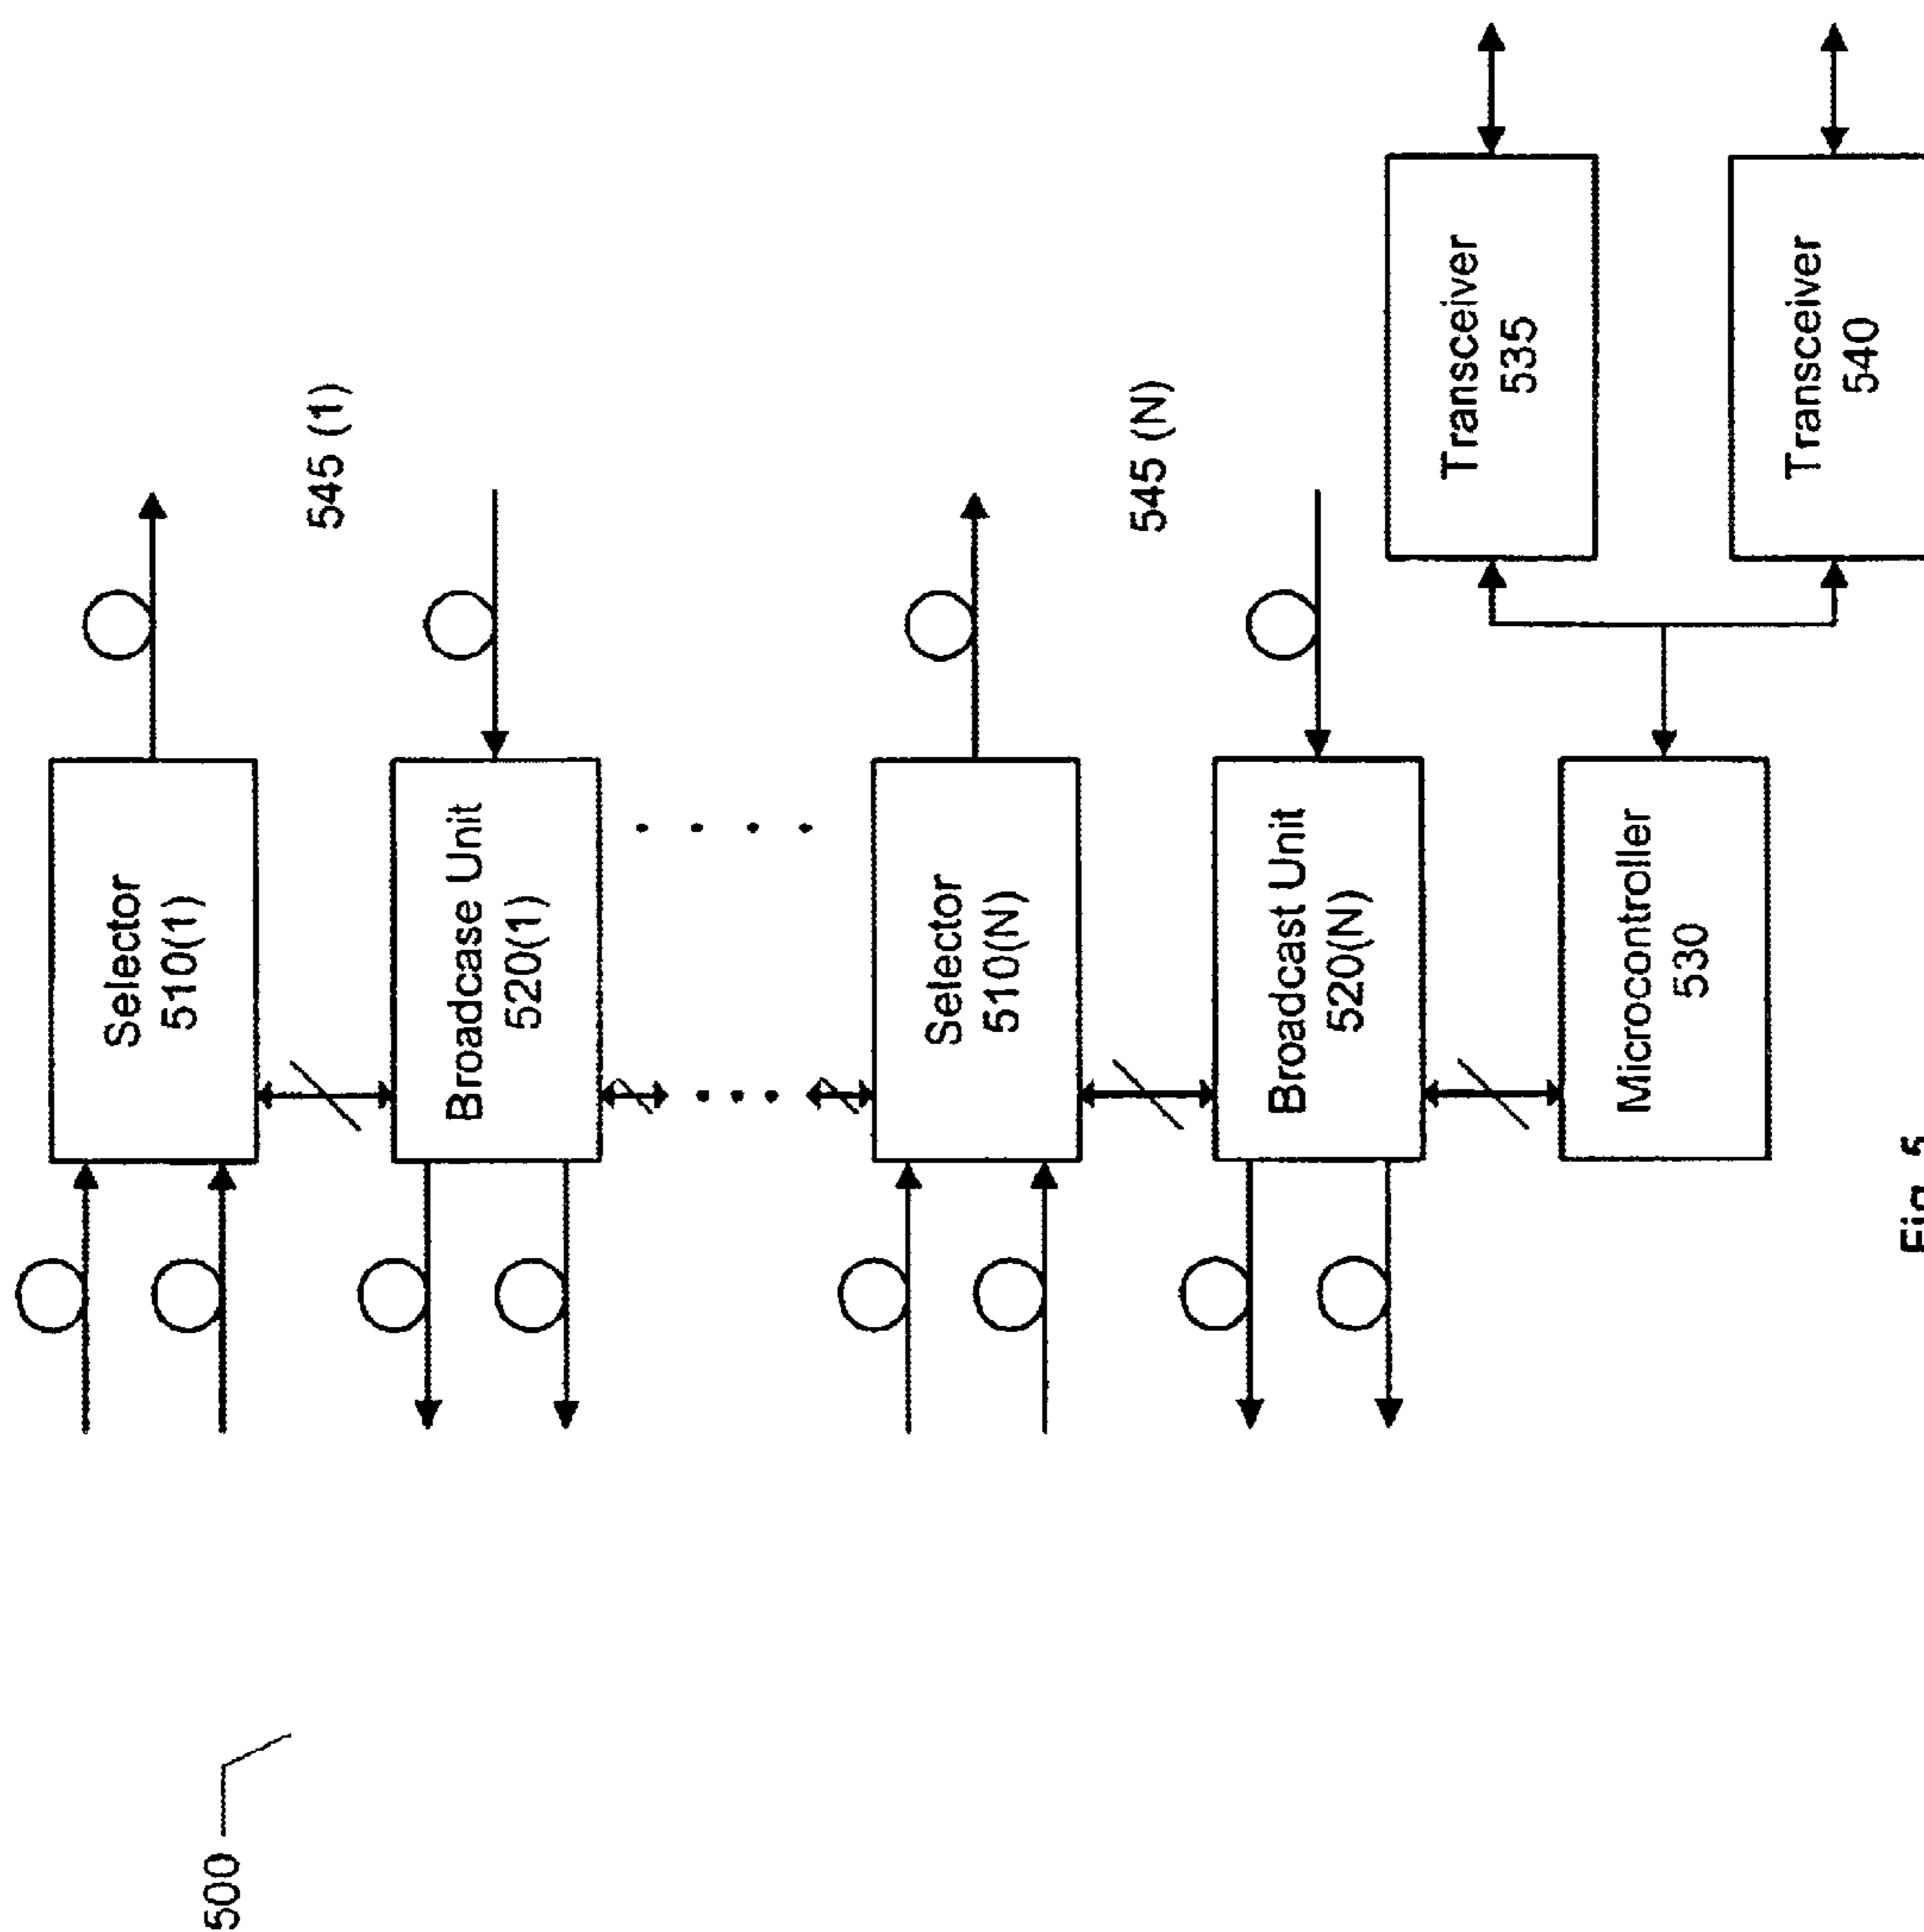 500
Selector
510(1)
545 (1)
Broadcase Unit
520(1)
Selector
510(N)
545 (N)
Broadcast Unit
520(N)
Microcontroller
530
Transceiver
535
Transceiver
540